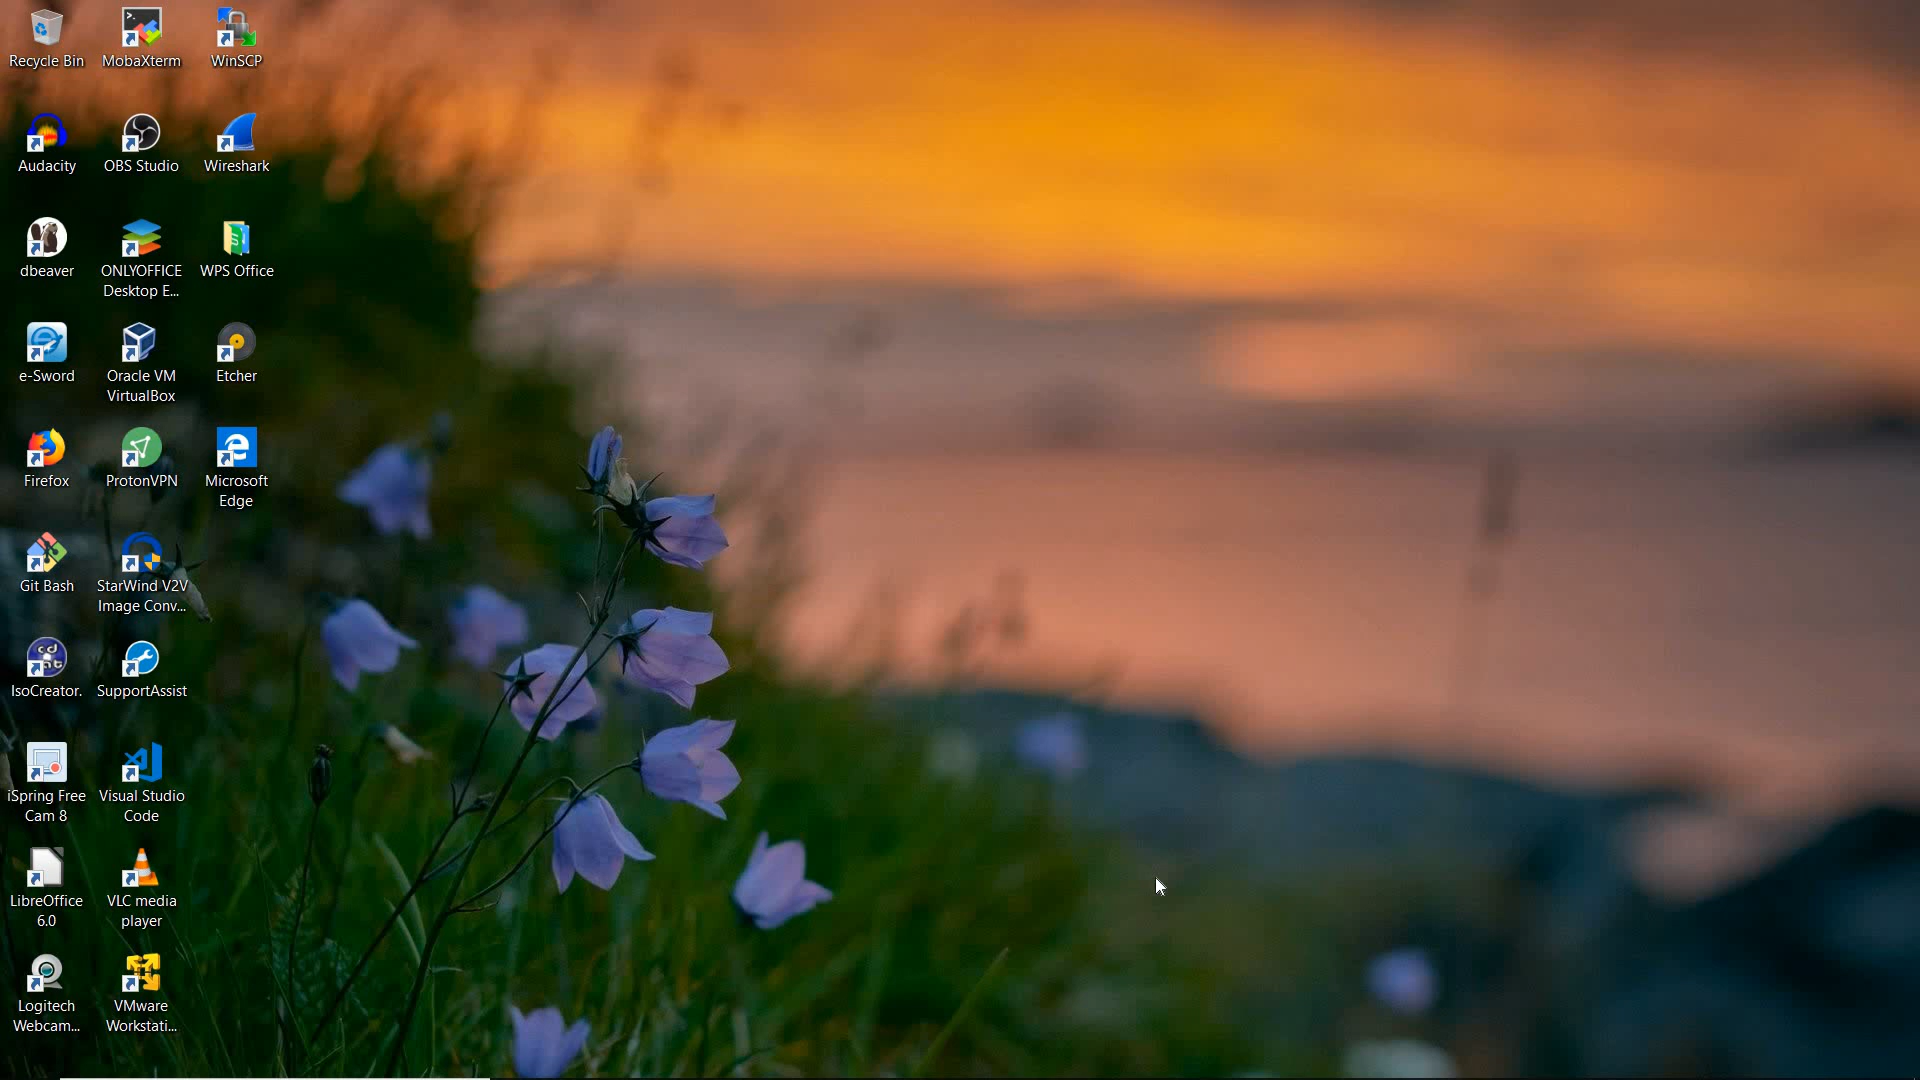 Recycle Bin
MobaXterm
WinSCP
Audacity
OBS Studio
Wireshark
dbeaver
ONLYOFFICE
Desktop E...
WPS Office
e-Sword
Oracle VM
VirtualBox
Etcher
Firefox
ProtonVPN
Microsoft
Edge
Git Bash
StarWind V2V
Image Conv...
IsoCreator.
SupportAssist
iSpring Free
Cam 8
Visual Studio
Code
LibreOffice
6.0
VLC media
player
Logitech
Webcam...
VMware
Workstati...